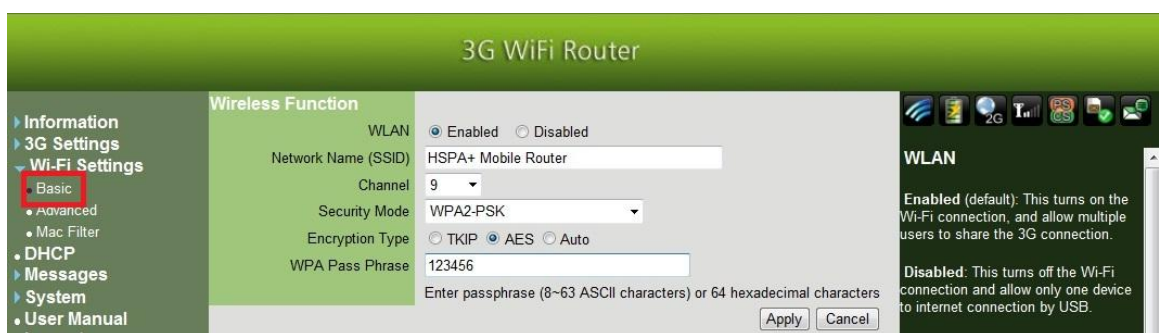 3G WiFi Router
Information
3G Settings
Wi-Fi Settings
Basic
Advanced
Mac Filter
DHCP
Messages
System
User Manual
Wireless Function
WLAN Enabled Disabled
Network Name (SSID) HSPA+ Mobile Router
Channel 9
Security Mode WPA2-PSK
Encryption Type TKIP AES Auto
WPA Pass Phrase 123456
Enter passphrase (8~63 ASCII characters) or 64 hexadecimal characters
Apply Cancel
2G
WLAN
Enabled (default): This turns on the
Wi-Fi connection, and allow multiple
users to share the 3G connection.
Disabled: This turns off the Wi-Fi
connection and allow only one device
to internet connection by USB.